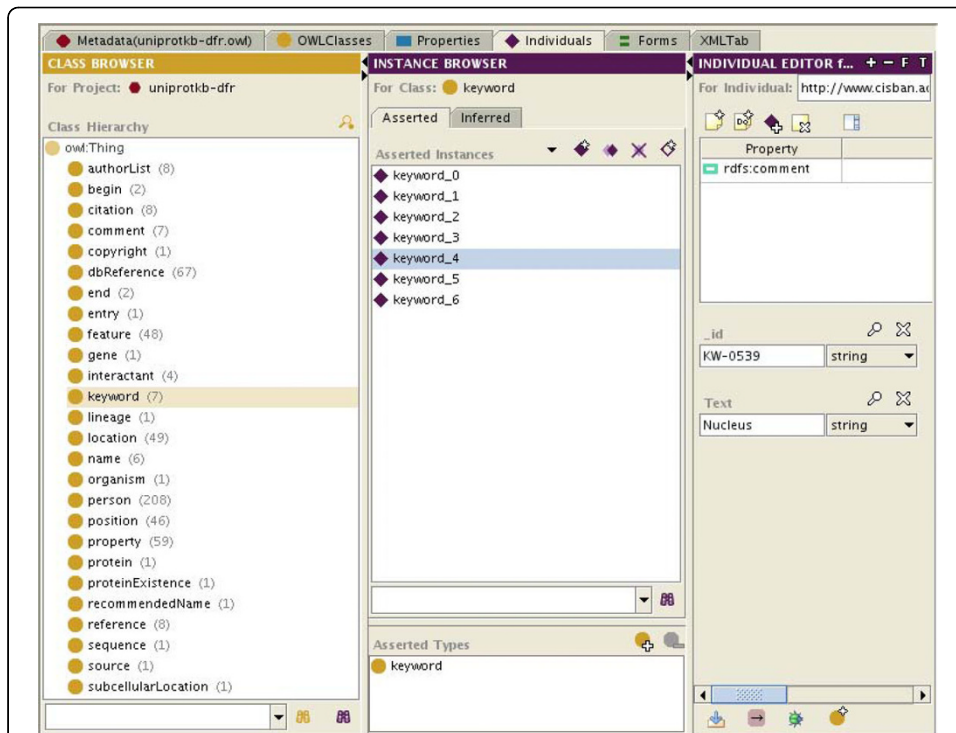 Metadata(uniprotkb-dfr.owl) OWLClasses Properties Individuals Forms XMLTab
CLASS BROWSER
For Project: uniprotkb-dfr
Class Hierarchy
owl:Thing
authorList (8)
begin (2)
citation (8)
comment (7)
copyright (1)
dbReference (67)
end (2)
entry (1)
feature (48)
gene (1)
interactant (4)
keyword (7)
lineage (1)
location (49)
name (6)
organism (1)
person (208)
position (46)
property (59)
protein (1)
proteinExistence (1)
recommendedName (1)
reference (8)
sequence (1)
source (1)
subcellularLocation (1)
INSTANCE BROWSER
For Class: keyword
Asserted Inferred
Asserted Instances
keyword_0
keyword_1
keyword_2
keyword_3
keyword_4
keyword_5
keyword_6
Asserted Types
keyword
INDIVIDUAL EDITOR f... + - F T
For Individual: http://www.cisban.ac
Property
rdfs:comment
_id
KW-0539 string
Text
Nucleus string